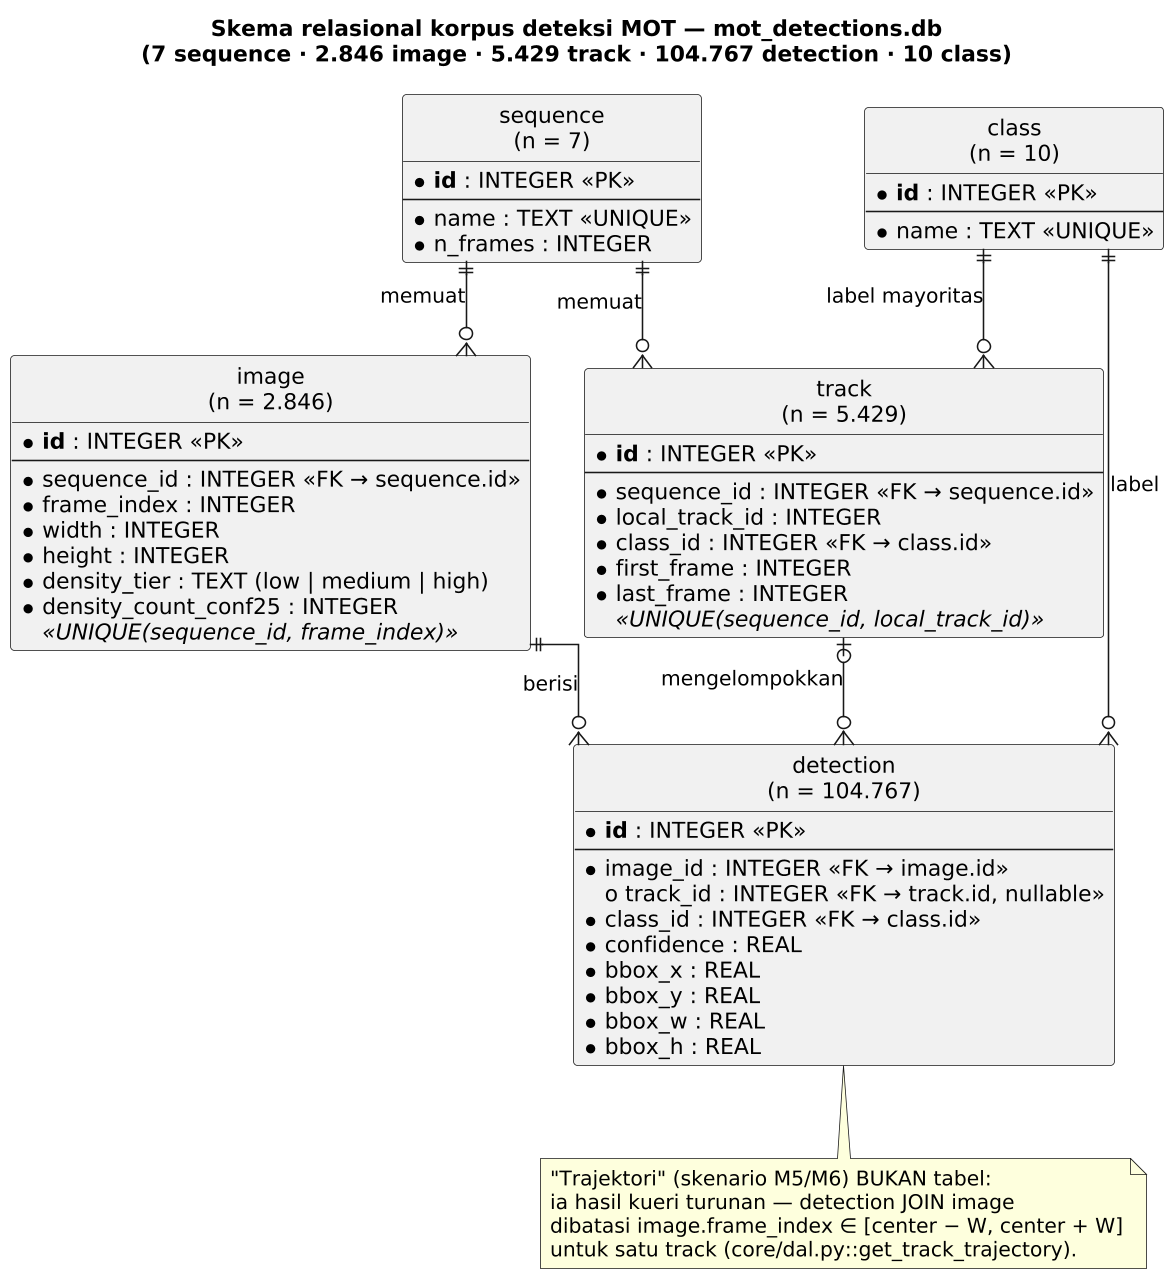 Skema relasional korpus deteksi MOT — mot_detections.db
(7 sequence · 2.846 image · 5.429 track · 104.767 detection · 10 class)
sequence
(n = 7)
id : INTEGER «PK»
name : TEXT «UNIQUE»
n_frames : INTEGER
class
(n = 10)
id : INTEGER «PK»
name : TEXT «UNIQUE»
memuat
memuat
label mayoritas
image
(n = 2.846)
id : INTEGER «PK»
sequence_id : INTEGER «FK → sequence.id»
frame_index : INTEGER
width : INTEGER
height : INTEGER
density_tier : TEXT (low | medium | high)
density_count_conf25 : INTEGER
«UNIQUE(sequence_id, frame_index)»
track
(n = 5.429)
id : INTEGER «PK»
sequence_id : INTEGER «FK → sequence.id»
local_track_id : INTEGER
class_id : INTEGER «FK → class.id»
first_frame : INTEGER
last_frame : INTEGER
«UNIQUE(sequence_id, local_track_id)»
label
berisi
mengelompokkan
detection
(n = 104.767)
id : INTEGER «PK»
image_id : INTEGER «FK → image.id»
o track_id : INTEGER «FK → track.id, nullable»
class_id : INTEGER «FK → class.id»
confidence : REAL
bbox_x : REAL
bbox_y : REAL
bbox_w : REAL
bbox_h : REAL
"Trajektori" (skenario M5/M6) BUKAN tabel:
ia hasil kueri turunan — detection JOIN image
dibatasi image.frame_index ∈ [center − W, center + W]
untuk satu track (core/dal.py::get_track_trajectory).